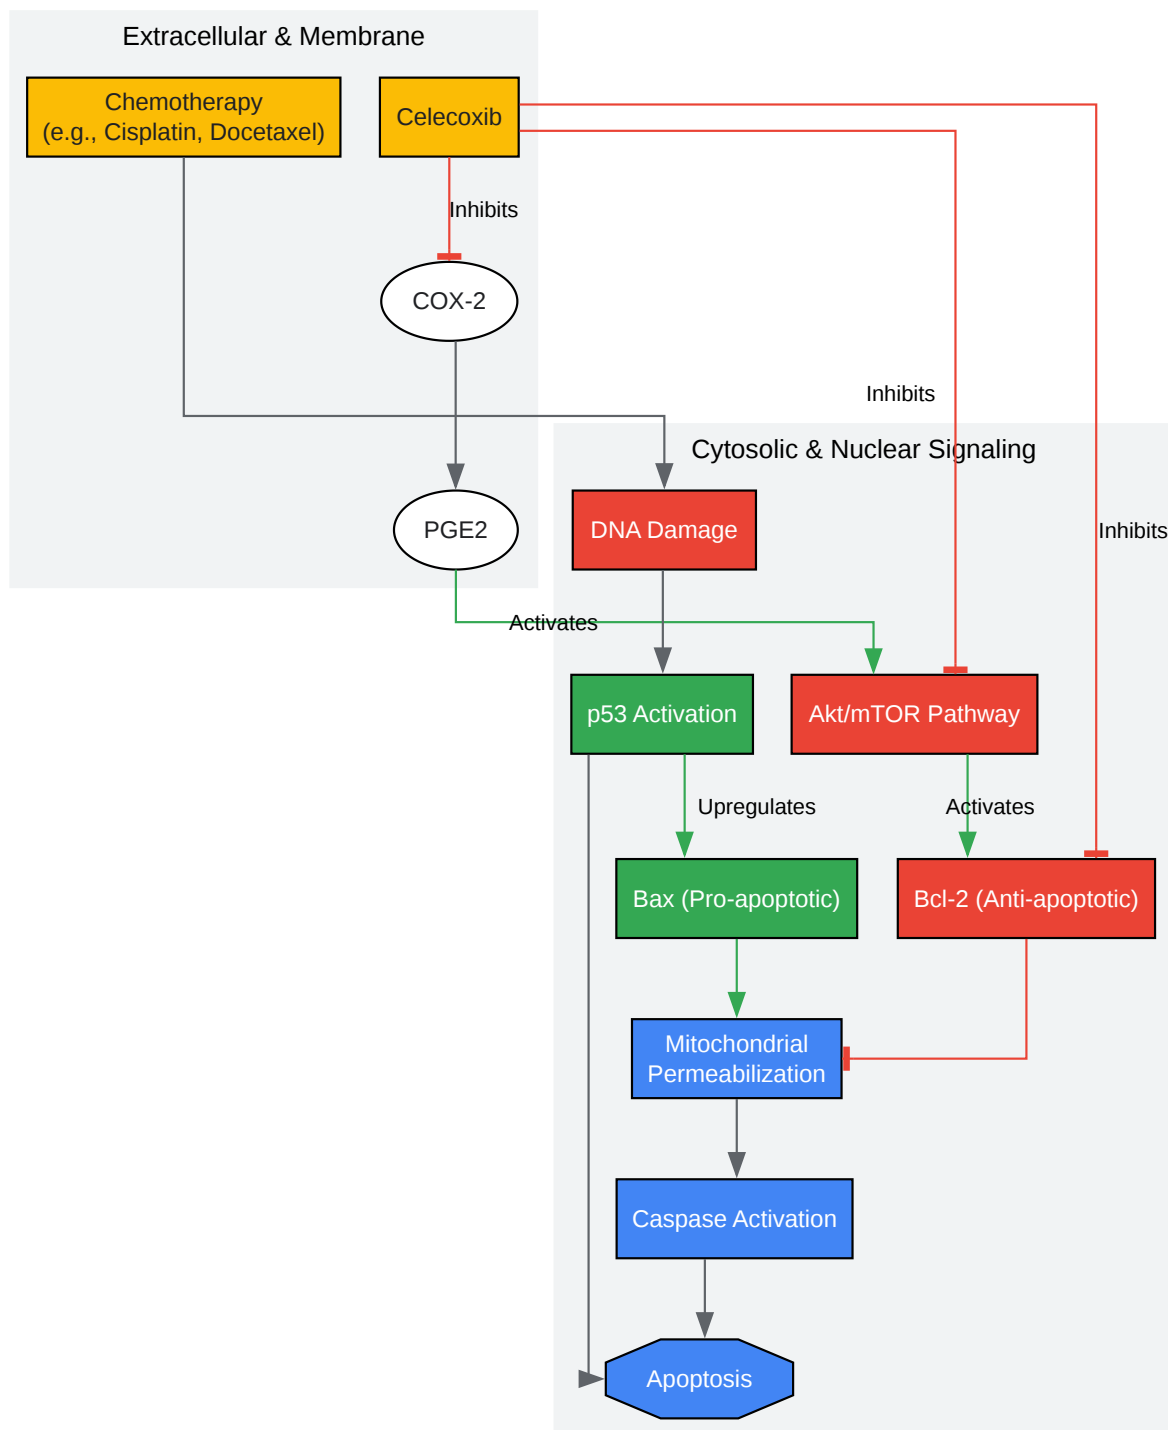 Extracellular & Membrane
Chemotherapy
(e.g., Cisplatin, Docetaxel)
Celecoxib
Inhibits
COX-2
Inhibits
Cytosolic & Nuclear Signaling
PGE2
DNA Damage
Inhibits
Activates
p53 Activation
Akt/mTOR Pathway
Upregulates
Activates
Bax (Pro-apoptotic)
Bcl-2 (Anti-apoptotic)
Mitochondrial
Permeabilization
Caspase Activation
Apoptosis